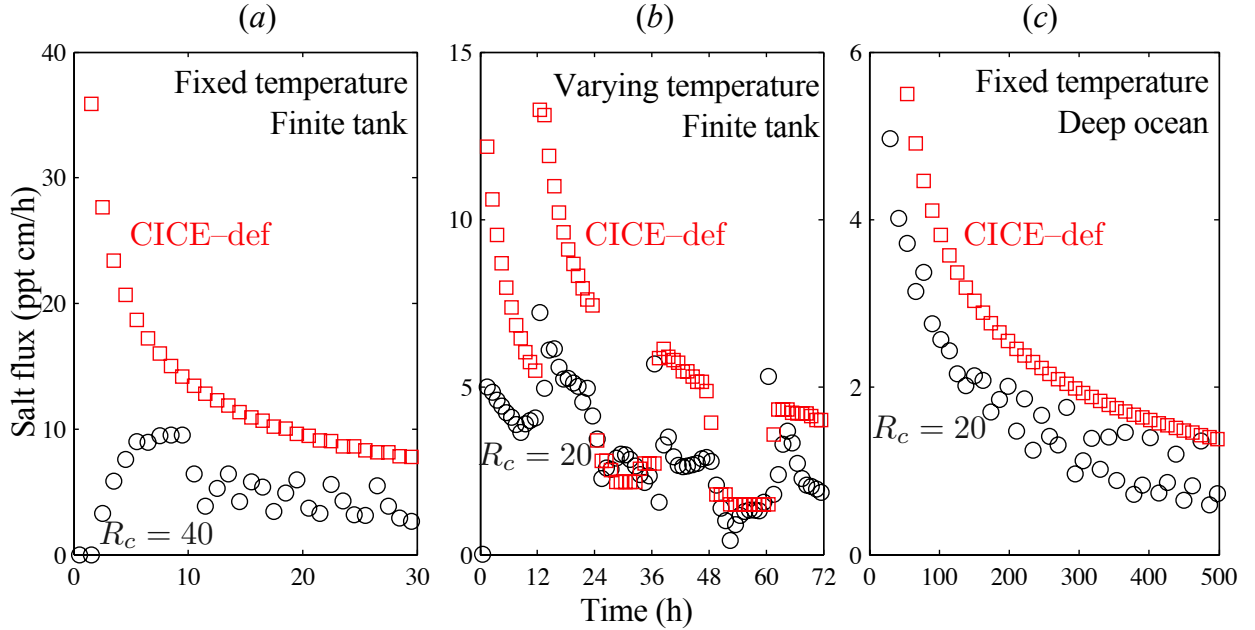 (a)
(b)
(c)
Salt flux (ppt cm/h)
40
30
20
10
0
Fixed temperature
Finite tank
CICE–def
R_c = 40
0 10 20 30
15
10
5
0
Varying temperature
Finite tank
CICE–def
R_c = 20
0 12 24 36 48 60 72
Time (h)
6
4
2
0
Fixed temperature
Deep ocean
CICE–def
R_c = 20
0 100 200 300 400 500